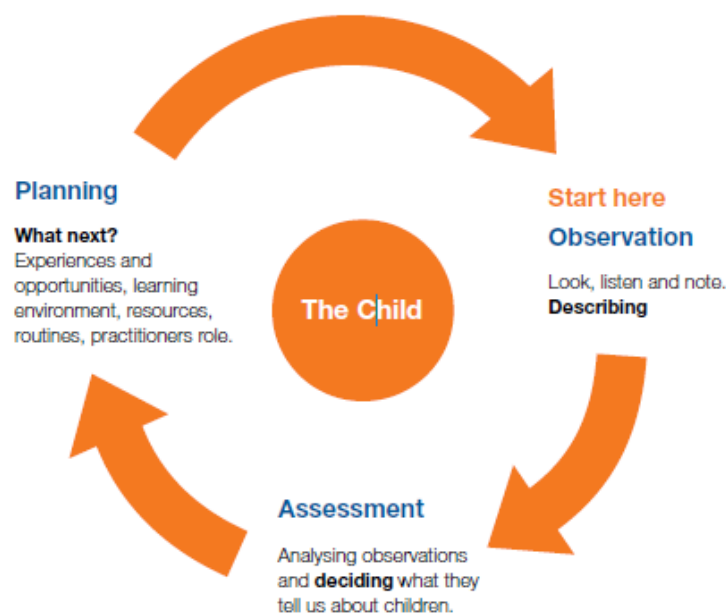 Planning
What next?
Experiences and
opportunities, learning
environment, resources,
routines, practitioners role.
The Child
Start here
Observation
Look, listen and note.
Describing
Assessment
Analysing observations
and deciding what they
tell us about children.